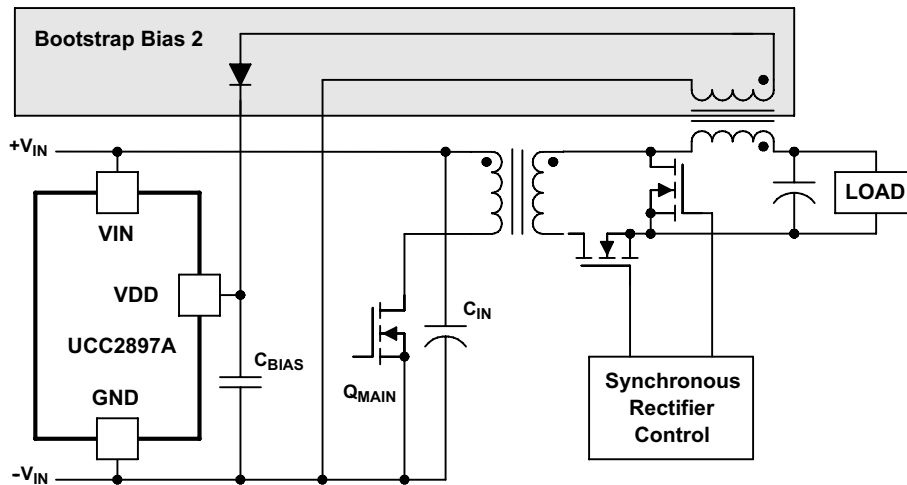 Bootstrap Bias 2
+VIN
VIN
LOAD
VDD
CIN
UCC2897A
CBIAS
GND
QMAIN
Synchronous
Rectifier
Control
-VIN